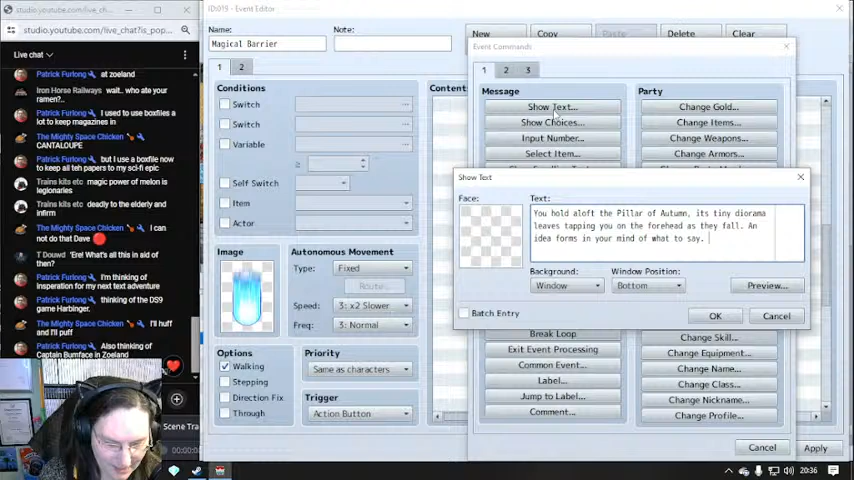 studio.youtube.com/live_chat?is_pop...
studio.youtube.com/live_chat?is_p...
Live chat
Patrick Furlong at zoeland
Iron Horse Ramen wait.. who ate your
ramen?..
Patrick Furlong I used to use boxfiles to
keep magazines in
The Mighty Space Chicken
CANTALOUPE
Patrick Furlong but I use a boxfile now
to keep all teh papers to my sci-fi epic
Trains kits etc magic power of melon is
legionaries
Trains kits etc deadly to the elderly and
infirm
The Mighty Space Chicken I can
not do that Dave
T Douwd 'Ere! What's all this in aid of
then?
Patrick Furlong I'm thinking of
Insperation for my next text adventure
Patrick Furlong thinking of the DS9
game Harbinger.
The Mighty Space Chicken I'll huff
and I'll puff
Patrick Furlong Also thinking of
Captain Bumface in Zoeland
Scene Tra
00:00:0
ID:019 - Event Editor
Name:
Magical Barrier
Note:
New
Copy
Paste
Delete
Clear
1
2
Conditions
Switch
Switch
Variable
≥
Self Switch
Item
Actor
Image
Autonomous Movement
Type:
Fixed
Route...
Speed:
3: x2 Slower
Freq:
3: Normal
Options
Walking
Stepping
Direction Fix
Through
Priority
Same as characters
Trigger
Action Button
Content
Event Commands
1
2
3
Message
Show Text...
Show Choices...
Input Number...
Select Item...
Party
Change Gold...
Change Items...
Change Weapons...
Change Armors...
Show Text
Face:
Text:
You hold aloft the Pillar of Autumn, its tiny diorama
leaves tapping you on the forehead as they fall. An
idea forms in your mind of what to say.
Background:
Window
Window Position:
Bottom
Preview...
Batch Entry
OK
Cancel
Break Loop
Exit Event Processing
Common Event...
Label...
Jump to Label...
Comment...
Change Skill...
Change Equipment...
Change Name...
Change Class...
Change Nickname...
Change Profile...
Cancel
Apply
20:36